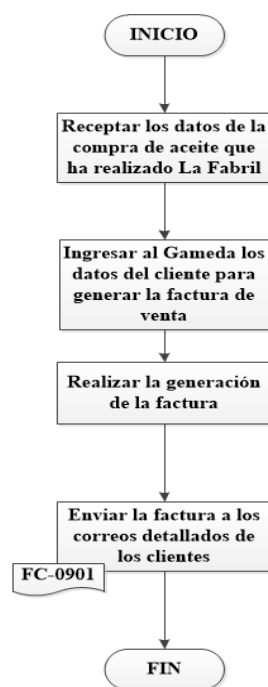 INICIO
Receptar los datos de la
compra de aceite que
ha realizado La Fabril
Ingresar al Gameda los
datos del cliente para
generar la factura de
venta
Realizar la generación
de la factura
Enviar la factura a los
correos detallados de
los clientes
FC-0901
FIN